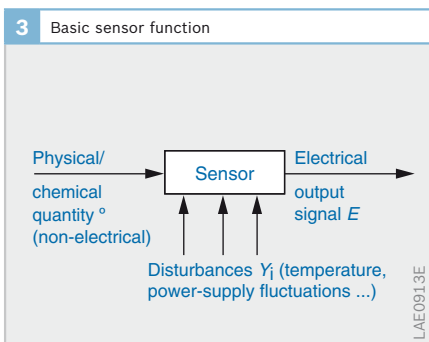 3 Basic sensor function
Physical/
chemical
quantity º
(non-electrical)
Sensor
Electrical
output
signal E
Disturbances Yi (temperature,
power-supply fluctuations ...)
LAE0913E